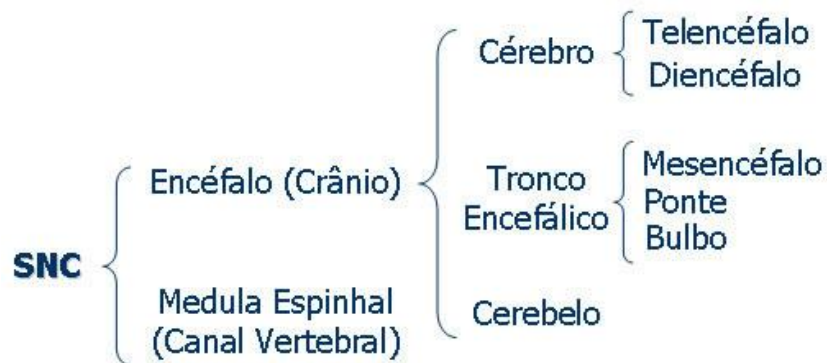 SNC
Encéfalo (Crânio)
Medula Espinhal
(Canal Vertebral)
Cérebro
Telencéfalo
Diencéfalo
Tronco
Encefálico
Mesencéfalo
Ponte
Bulbo
Cerebelo